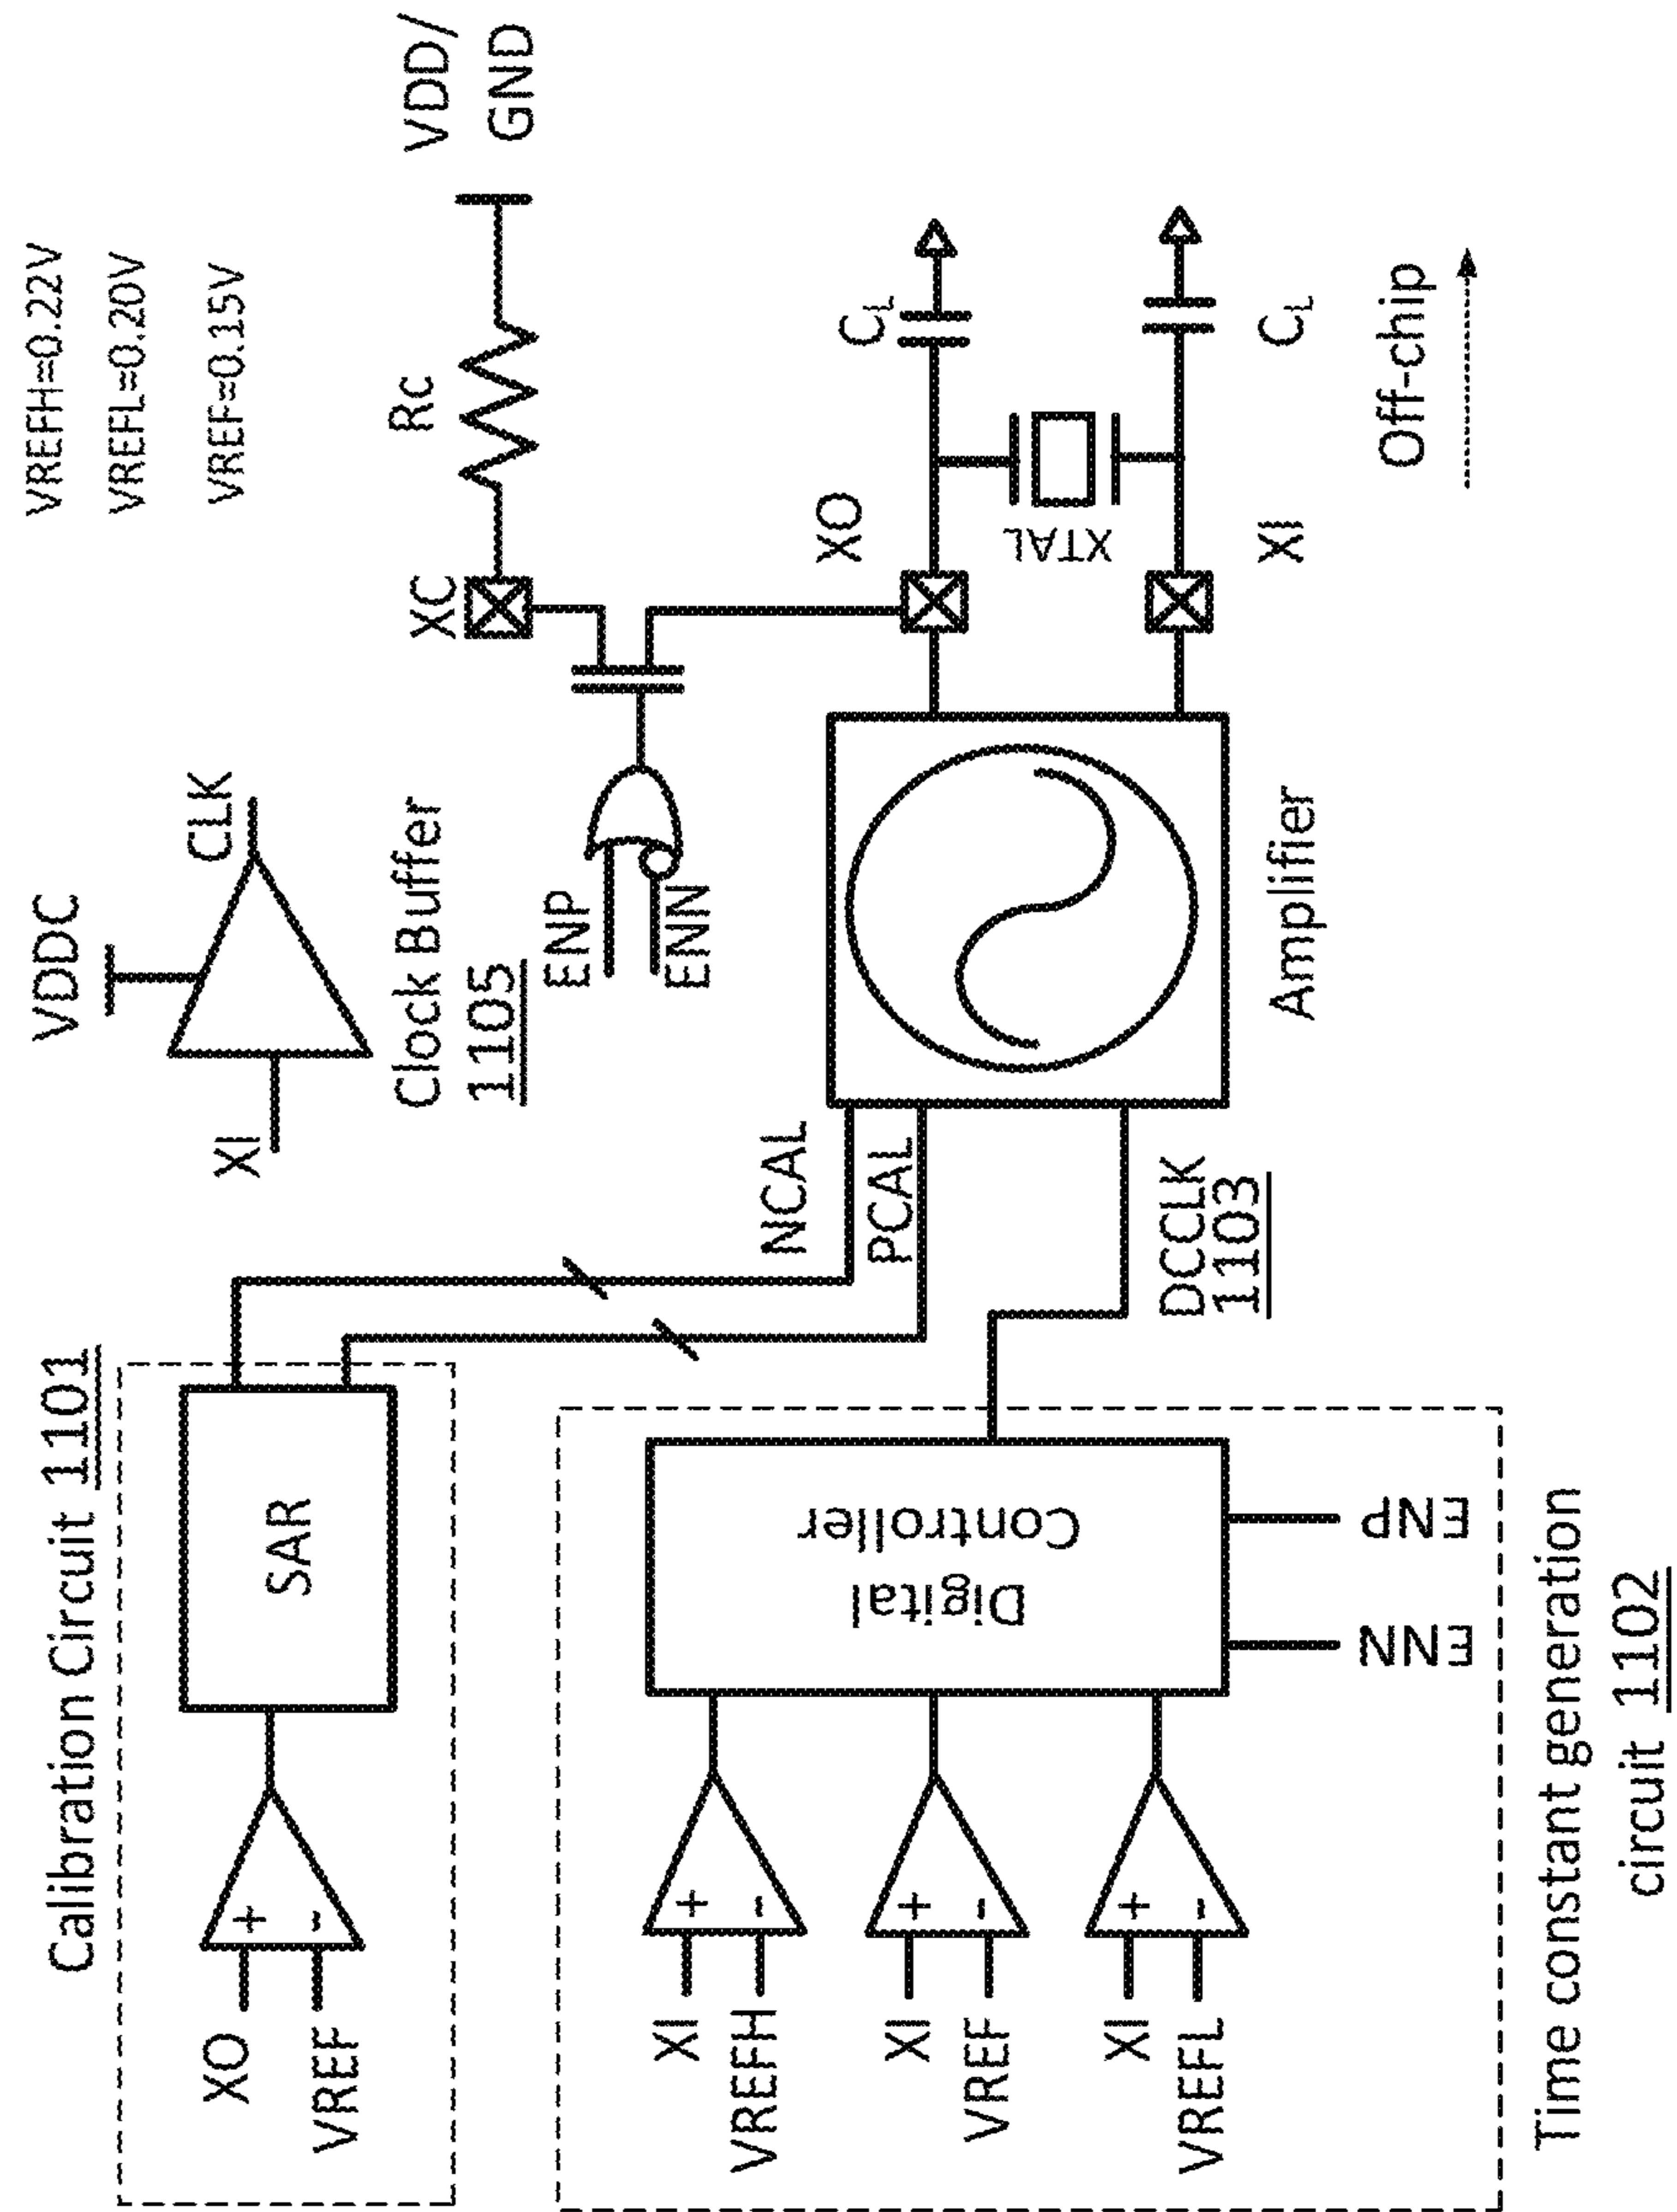 VREFH=0.22V
VREFL=0.20V
VREF=0.15V
Calibration Circuit 1101
XO
VREF
+
-
SAR
NCAL
PCAL
VDDC
XI
CLK
Clock Buffer
1105
ENP
ENN
XC
Rc
VDD/
GND
XI
VREFH
+
-
XI
VREF
+
-
XI
VREFL
+
-
Digital
Controller
ENN
ENP
DCCLK
1103
Amplifier
XO
XI
XTAL
CL
CL
Off-chip
Time constant generation
circuit 1102